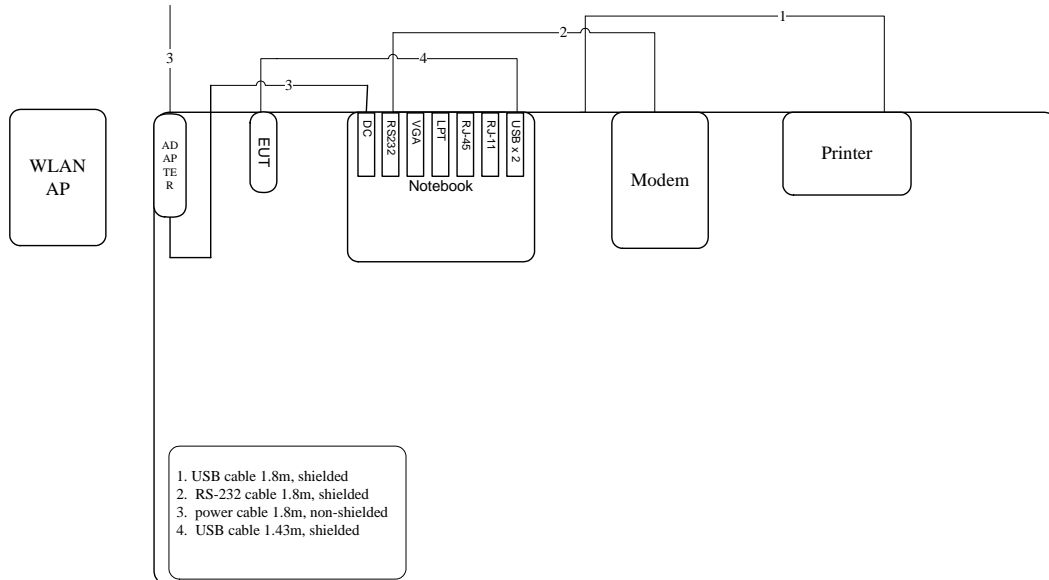 1
2
3
4
3
WLAN
AP
AD
AP
TE
R
EUT
DC
RS232
VGA
LPT
RJ-45
RJ-11
USB x 2
Notebook
Modem
Printer
1. USB cable 1.8m, shielded
2. RS-232 cable 1.8m, shielded
3. power cable 1.8m, non-shielded
4. USB cable 1.43m, shielded